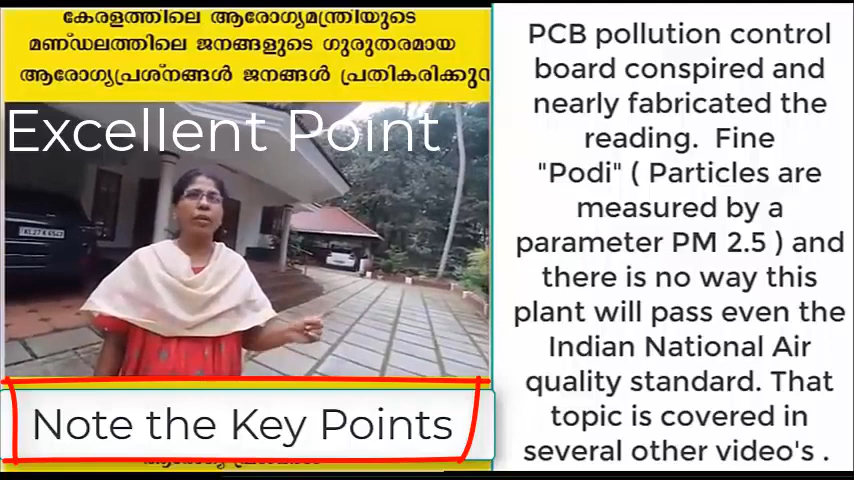 കേരളത്തിലെ ആരോഗ്യമന്ത്രിയുടെ
മണ്ഡലത്തിലെ ജനങ്ങളുടെ ഗുരുതരമായ
ആരോഗ്യപ്രശ്നങ്ങൾ ജനങ്ങൾ
Excellent Point
KL27K6543
Note the Key Points
PCB pollution control
board conspired and
nearly fabricated the
reading. Fine
"Podi" ( Particles are
measured by a
parameter PM 2.5 ) and
there is no way this
plant will pass even the
Indian National Air
quality standard. That
topic is covered in
several other video's .